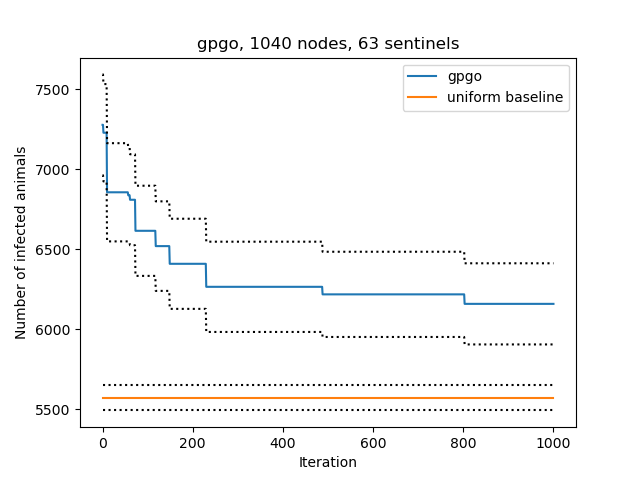 gpgo, 1040 nodes, 63 sentinels
gpgo
uniform baseline
Number of infected animals
7500
7000
6500
6000
5500
0 200 400 600 800 1000
Iteration